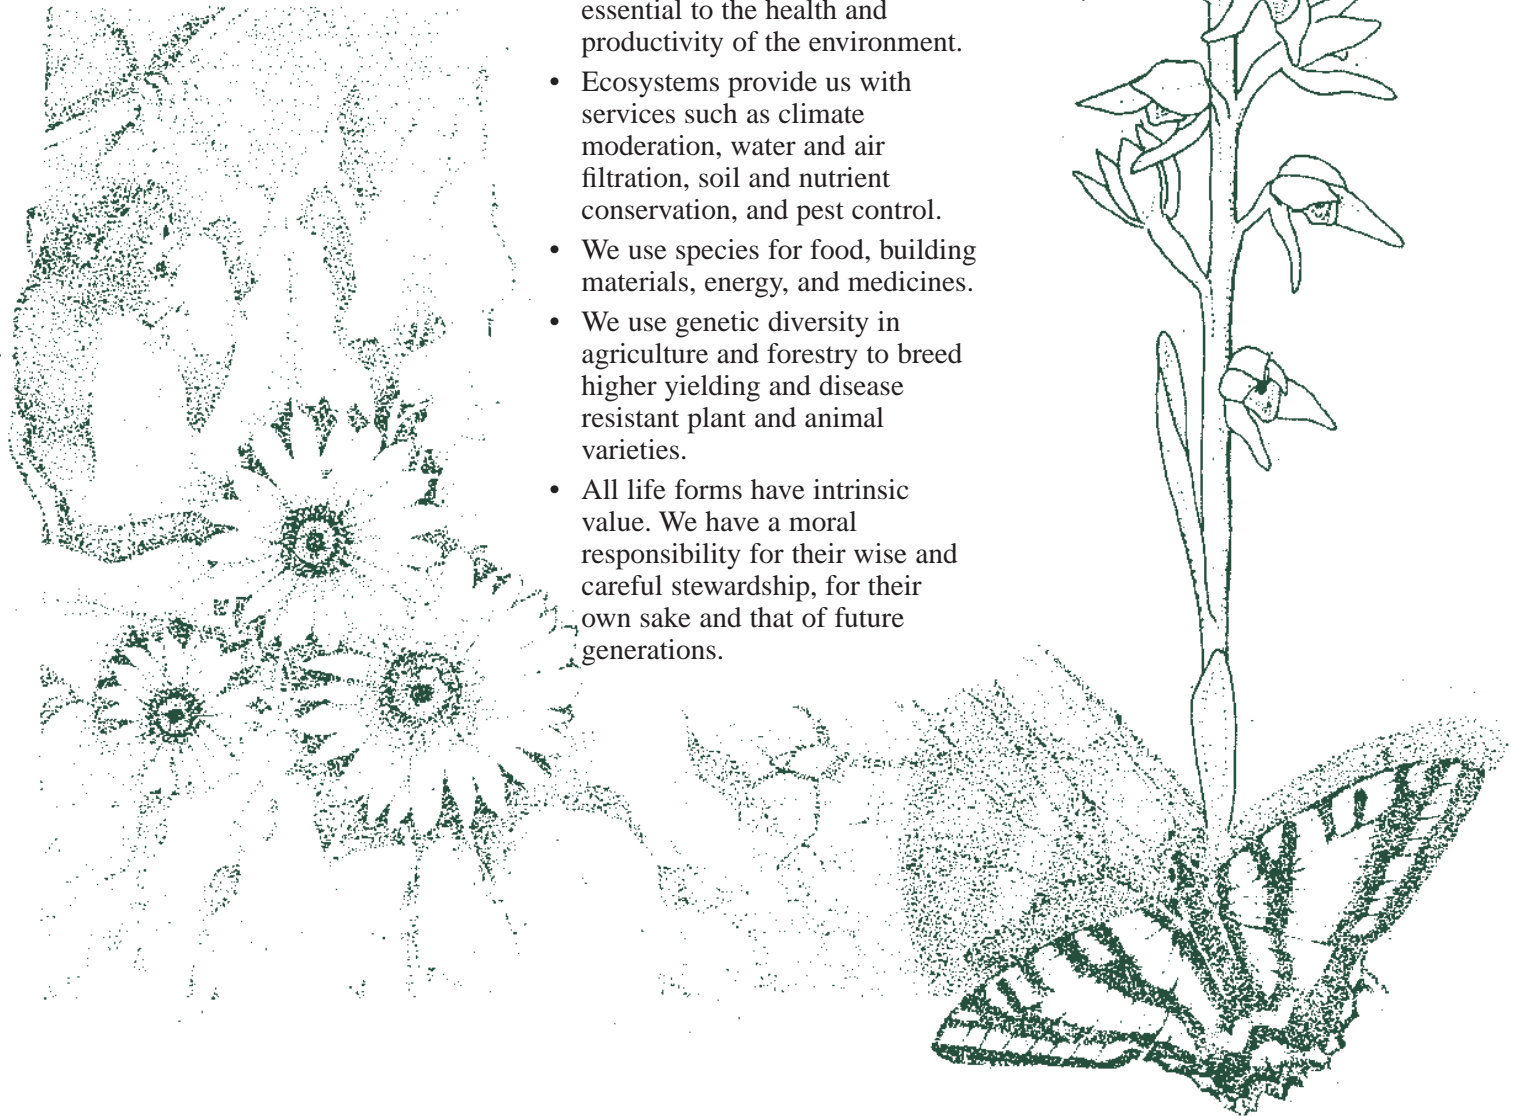 essential to the health and
productivity of the environment.
• Ecosystems provide us with
services such as climate
moderation, water and air
filtration, soil and nutrient
conservation, and pest control.
• We use species for food, building
materials, energy, and medicines.
• We use genetic diversity in
agriculture and forestry to breed
higher yielding and disease
resistant plant and animal
varieties.
• All life forms have intrinsic
value. We have a moral
responsibility for their wise and
careful stewardship, for their
own sake and that of future
generations.